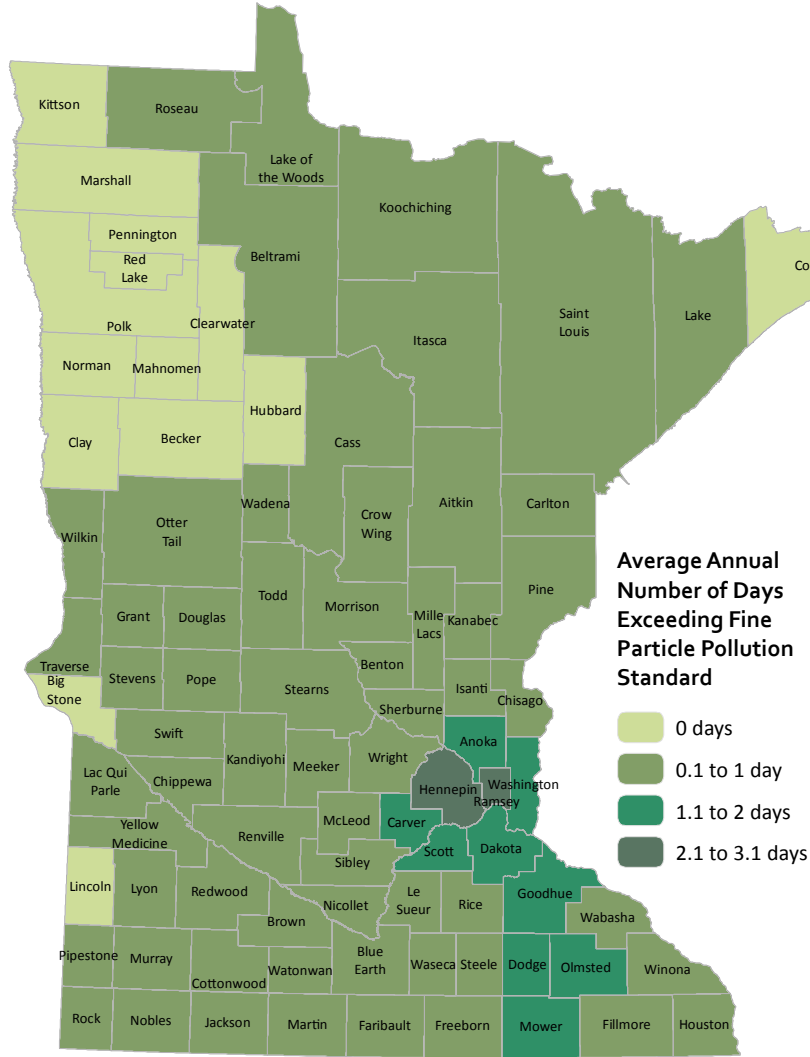 Kittson
Roseau
Lake of
the Woods
Marshall
Koochiching
Pennington
Red
Lake
Beltrami
Co
Polk
Clearwater
Saint
Louis
Lake
Itasca
Norman
Mahnomen
Hubbard
Clay
Becker
Cass
Wadena
Aitkin
Carlton
Crow
Wing
Otter
Tail
Wilkin
Pine
Todd
Morrison
Mille
Lacs
Kanabec
Grant
Douglas
Traverse
Benton
Stevens
Pope
Stearns
Isanti
Chisago
Big
Stone
Sherburne
Swift
Anoka
Kandiyohi
Meeker
Wright
Lac Qui
Parle
Chippewa
Hennepin
Washington
Ramsey
McLeod
Carver
Yellow
Medicine
Renville
Scott
Dakota
Sibley
Lincoln
Lyon
Redwood
Nicollet
Le
Sueur
Rice
Goodhue
Wabasha
Brown
Pipestone
Murray
Cottonwood
Watonwan
Blue
Earth
Waseca
Steele
Dodge
Olmsted
Winona
Rock
Nobles
Jackson
Martin
Faribault
Freeborn
Mower
Fillmore
Houston
Average Annual
Number of Days
Exceeding Fine
Particle Pollution
Standard
0 days
0.1 to 1 day
1.1 to 2 days
2.1 to 3.1 days